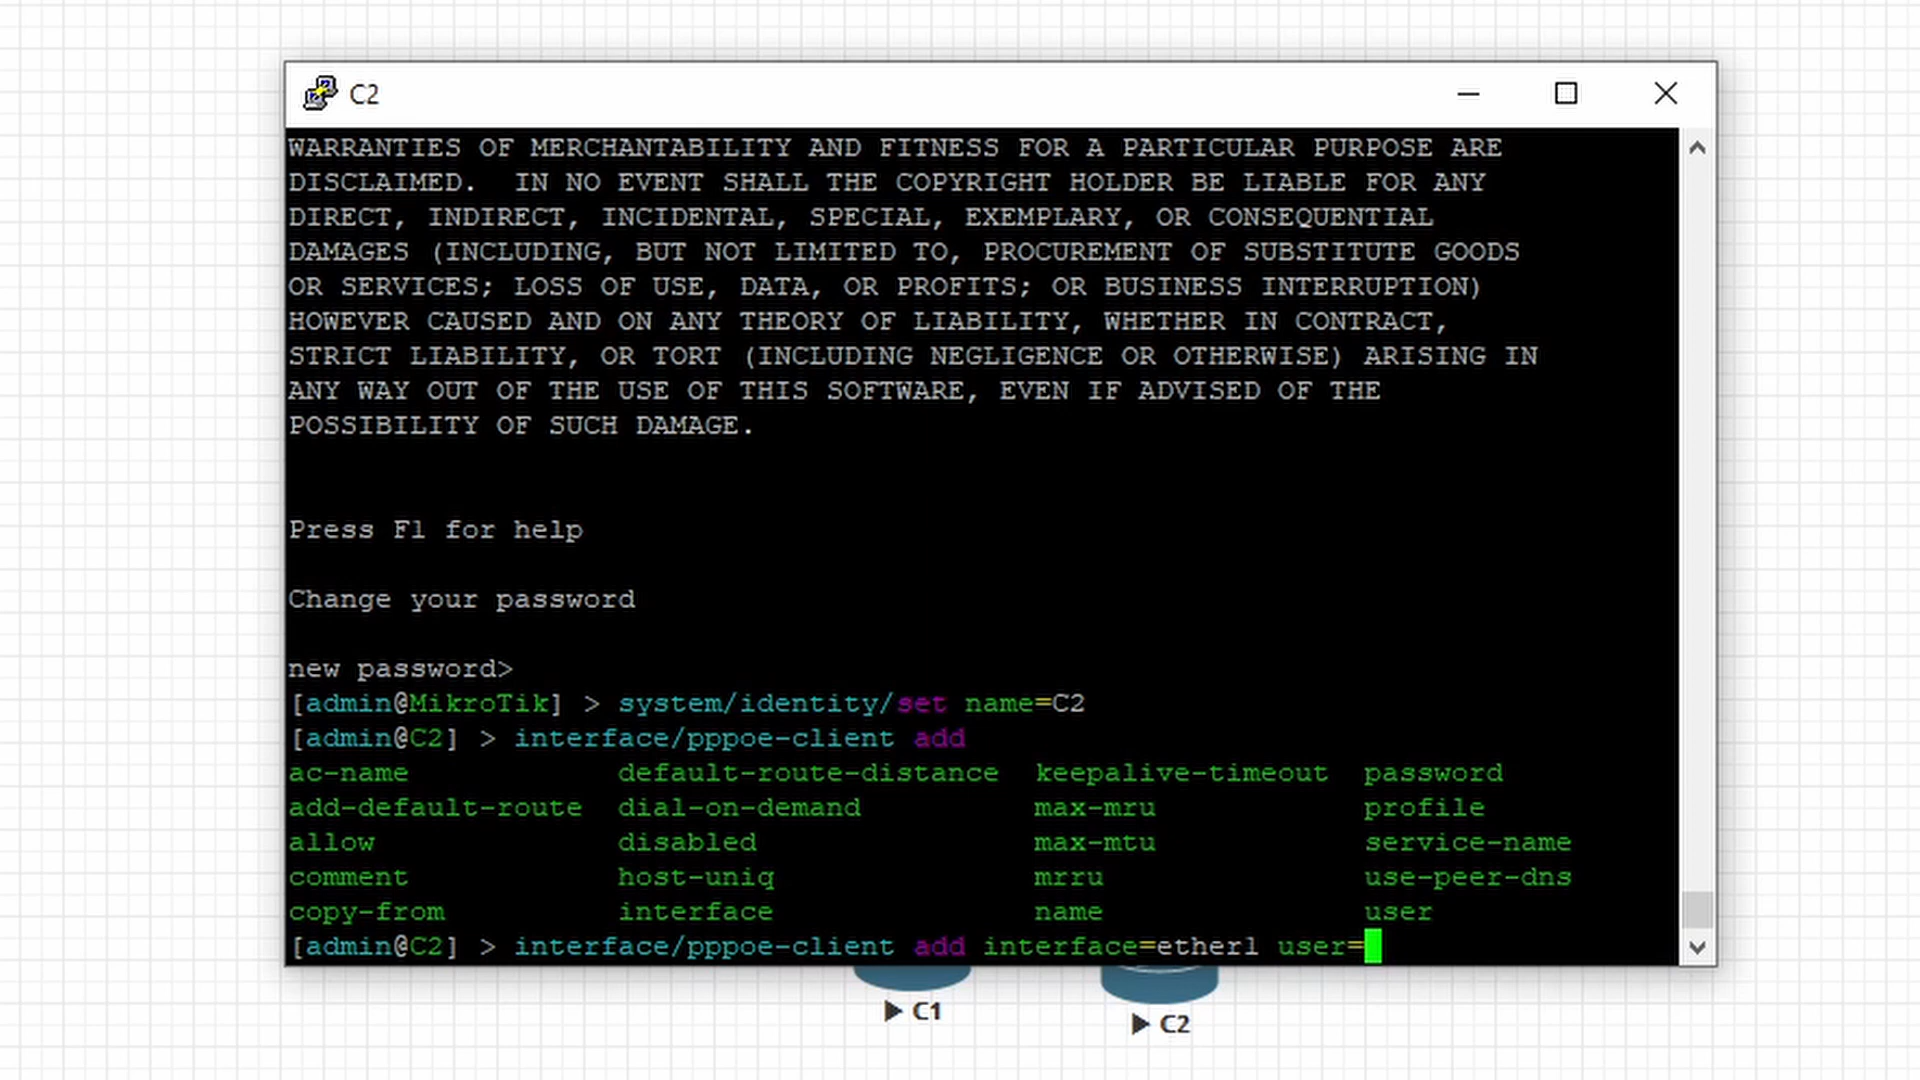 C2
WARRANTIES OF MERCHANTABILITY AND FITNESS FOR A PARTICULAR PURPOSE ARE
DISCLAIMED.  IN NO EVENT SHALL THE COPYRIGHT HOLDER BE LIABLE FOR ANY
DIRECT, INDIRECT, INCIDENTAL, SPECIAL, EXEMPLARY, OR CONSEQUENTIAL
DAMAGES (INCLUDING, BUT NOT LIMITED TO, PROCUREMENT OF SUBSTITUTE GOODS
OR SERVICES; LOSS OF USE, DATA, OR PROFITS; OR BUSINESS INTERRUPTION)
HOWEVER CAUSED AND ON ANY THEORY OF LIABILITY, WHETHER IN CONTRACT,
STRICT LIABILITY, OR TORT (INCLUDING NEGLIGENCE OR OTHERWISE) ARISING IN
ANY WAY OUT OF THE USE OF THIS SOFTWARE, EVEN IF ADVISED OF THE
POSSIBILITY OF SUCH DAMAGE.
Press F1 for help
Change your password
new password>
[admin@MikroTik] > system/identity/set name=C2
[admin@C2] > interface/pppoe-client add
ac-name default-route-distance keepalive-timeout password
add-default-route dial-on-demand max-mru profile
allow disabled max-mtu service-name
comment host-uniq mrru use-peer-dns
copy-from interface name user
[admin@C2] > interface/pppoe-client add interface=ether1 user=
C1
C2